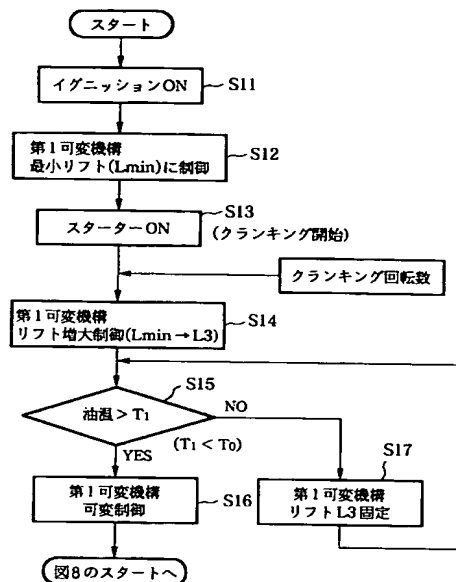 スタート
イグニッションON
S11
第1可変機構
最小リフト(Lmin)に制御
S12
S13
スターターON
(クランキング開始)
クランキング回転数
第1可変機構
リフト増大制御(Lmin→L3)
S14
S15
油温>T1
NO
(T1<T0)
YES
S17
第1可変機構
可変制御
S16
第1可変機構
リフトL3固定
図8のスタートへ